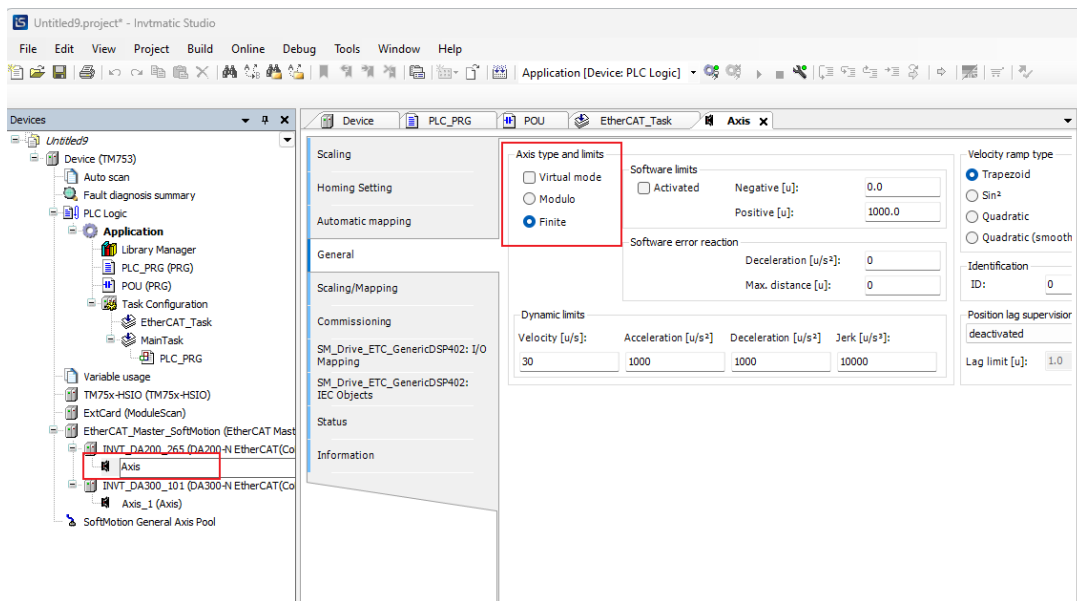 Untitled9.project* - Invtmatic Studio
File Edit View Project Build Online Debug Tools Window Help
Application [Device: PLC Logic]
Devices
Untitled9
Device (TM753)
Auto scan
Fault diagnosis summary
PLC Logic
Application
Library Manager
PLC_PRG (PRG)
POU (PRG)
Task Configuration
EtherCAT_Task
MainTask
PLC_PRG
Variable usage
TM75x-HSIO (TM75x-HSIO)
ExtCard (ModuleScan)
EtherCAT_Master_SoftMotion (EtherCAT Mast
INVT_DA200_265 (DA200-N EtherCAT(Co
Axis
INVT_DA300_101 (DA300-N EtherCAT(Co
Axis_1 (Axis)
SoftMotion General Axis Pool
Device PLC_PRG POU EtherCAT_Task Axis
Scaling
Homing Setting
Automatic mapping
General
Scaling/Mapping
Commissioning
SM_Drive_ETC_GenericDSP402: I/O
Mapping
SM_Drive_ETC_GenericDSP402:
IEC Objects
Status
Information
Axis type and limits
Virtual mode
Modulo
Finite
Software limits
Activated Negative [u]: 0.0
Positive [u]: 1000.0
Software error reaction
Deceleration [u/s²]: 0
Max. distance [u]: 0
Dynamic limits
Velocity [u/s]: Acceleration [u/s²] Deceleration [u/s²] Jerk [u/s³]:
30 1000 1000 10000
Velocity ramp type
Trapezoid
Sin²
Quadratic
Quadratic (smooth
Identification
ID: 0
Position lag supervision
deactivated
Lag limit [u]: 1.0